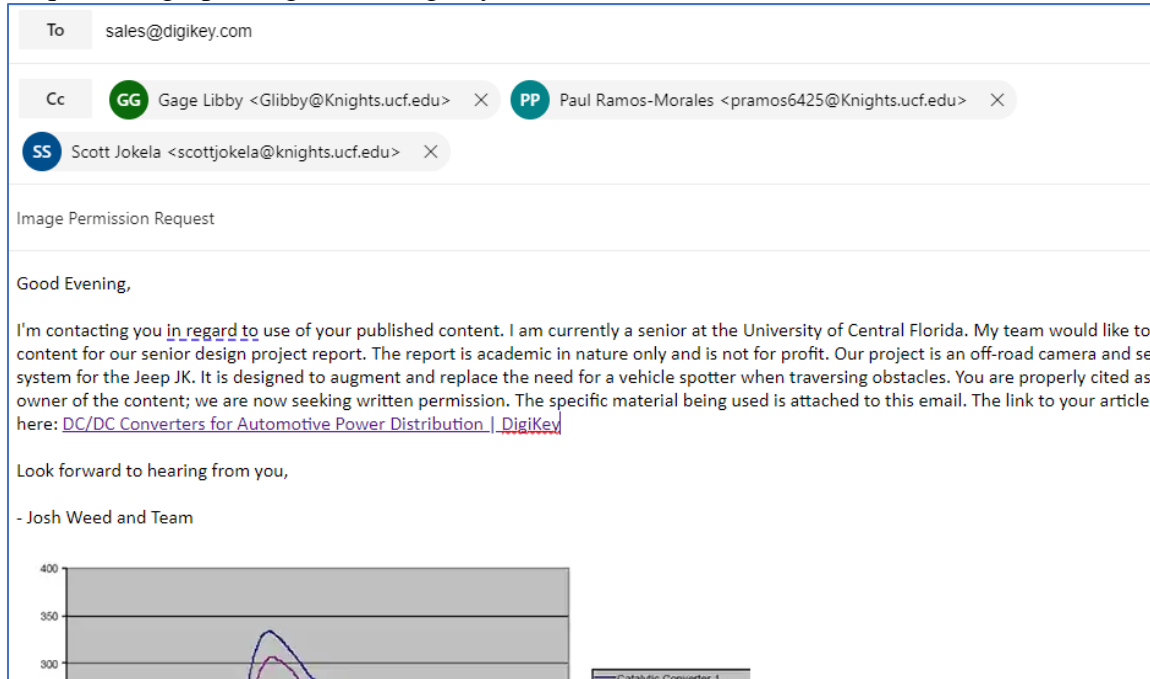 To sales@digikey.com
Cc GG Gage Libby <Glibby@Knights.ucf.edu> PP Paul Ramos-Morales <pramos6425@Knights.ucf.edu>
SS Scott Jokela <scottjokela@knights.ucf.edu>
Image Permission Request
Good Evening,
I'm contacting you in regard to use of your published content. I am currently a senior at the University of Central Florida. My team would like to
content for our senior design project report. The report is academic in nature only and is not for profit. Our project is an off-road camera and se
system for the Jeep JK. It is designed to augment and replace the need for a vehicle spotter when traversing obstacles. You are properly cited as
owner of the content; we are now seeking written permission. The specific material being used is attached to this email. The link to your article
here: DC/DC Converters for Automotive Power Distribution | DigiKey
Look forward to hearing from you,
- Josh Weed and Team
400
350
300
Catalytic Converter 1